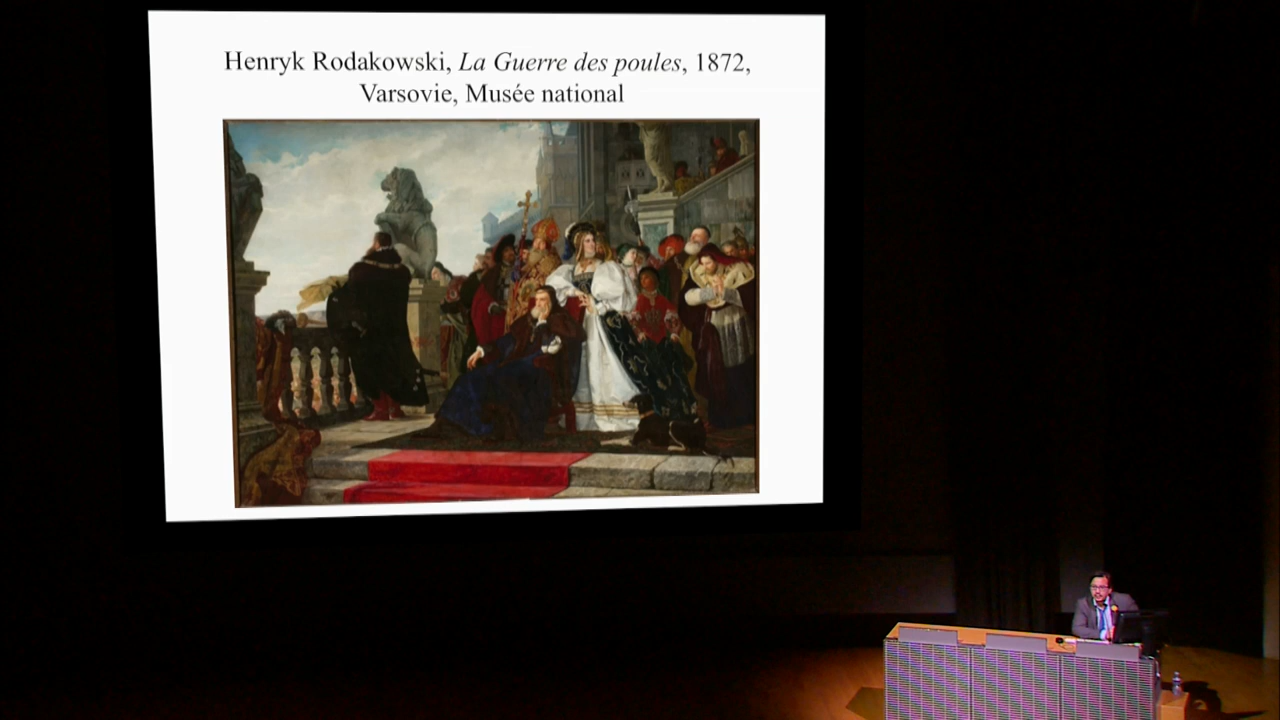 Henryk Rodakowski, La Guerre des poules, 1872,
Varsovie, Musée national